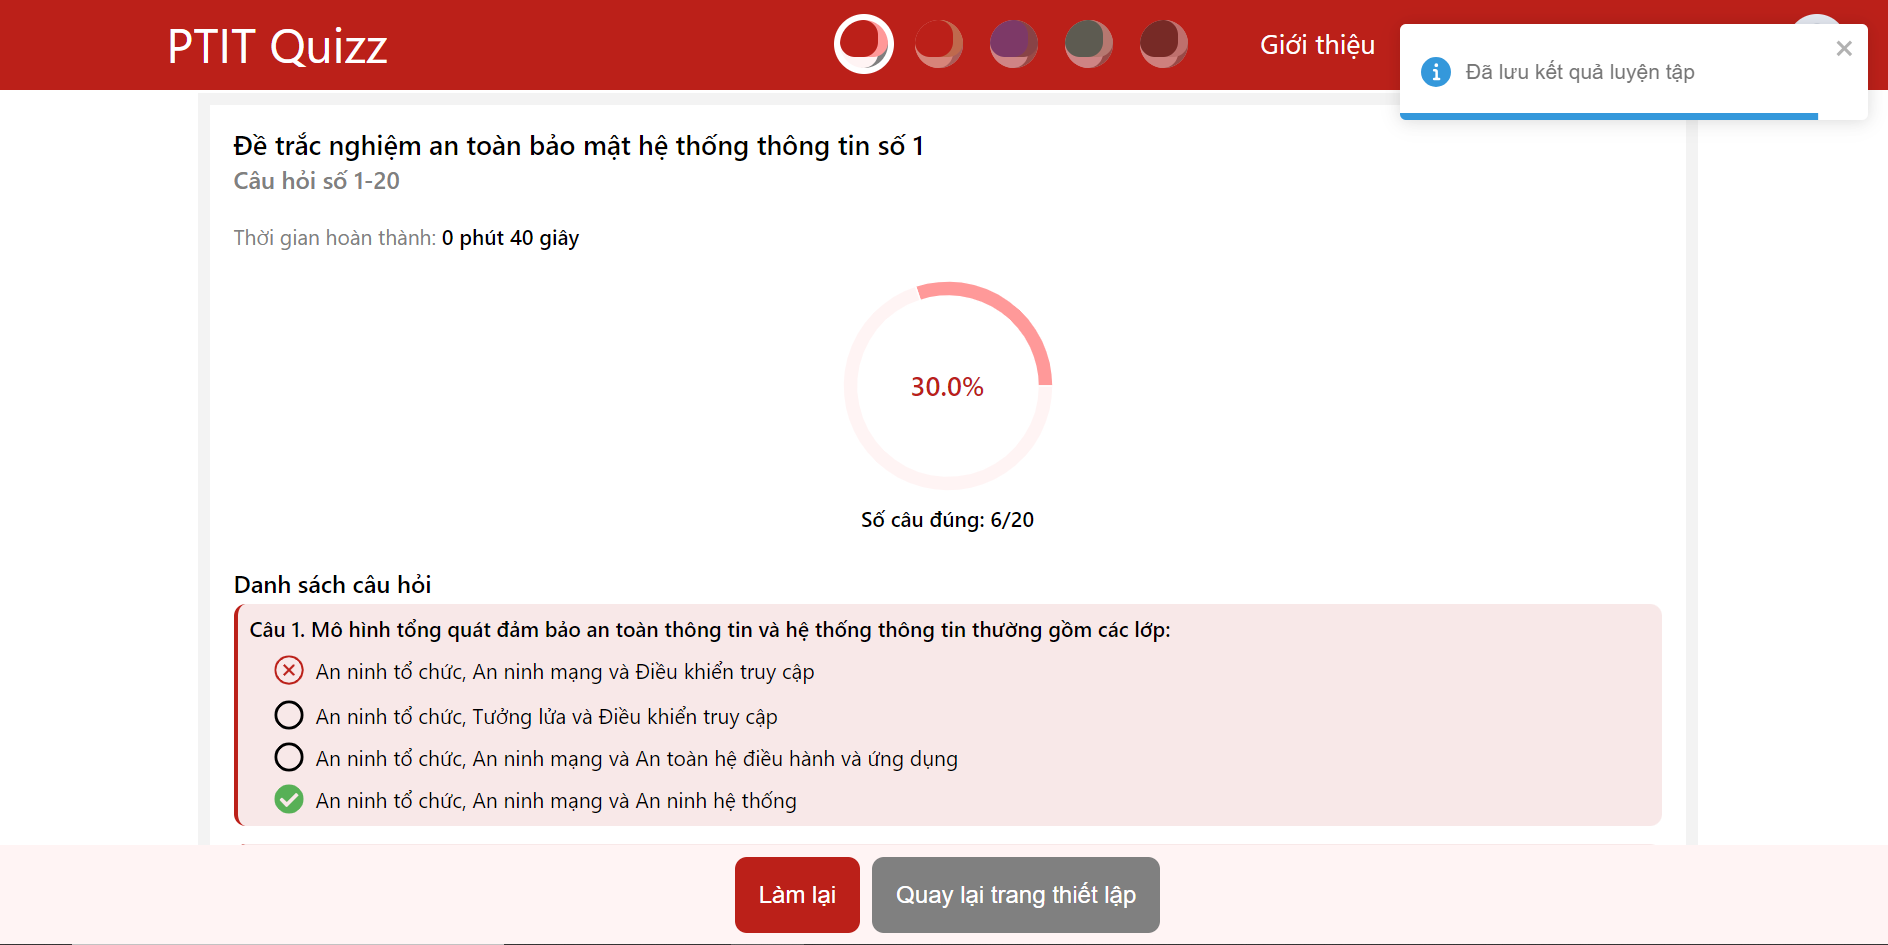 PTIT Quizz
Giới thiệu
Đã lưu kết quả luyện tập
Đề trắc nghiệm an toàn bảo mật hệ thống thông tin số 1
Câu hỏi số 1-20
Thời gian hoàn thành: 0 phút 40 giây
30.0%
Số câu đúng: 6/20
Danh sách câu hỏi
Câu 1. Mô hình tổng quát đảm bảo an toàn thông tin và hệ thống thông tin thường gồm các lớp:
An ninh tổ chức, An ninh mạng và Điều khiển truy cập
An ninh tổ chức, Tưởng lửa và Điều khiển truy cập
An ninh tổ chức, An ninh mạng và An toàn hệ điều hành và ứng dụng
An ninh tổ chức, An ninh mạng và An ninh hệ thống
Làm lại
Quay lại trang thiết lập